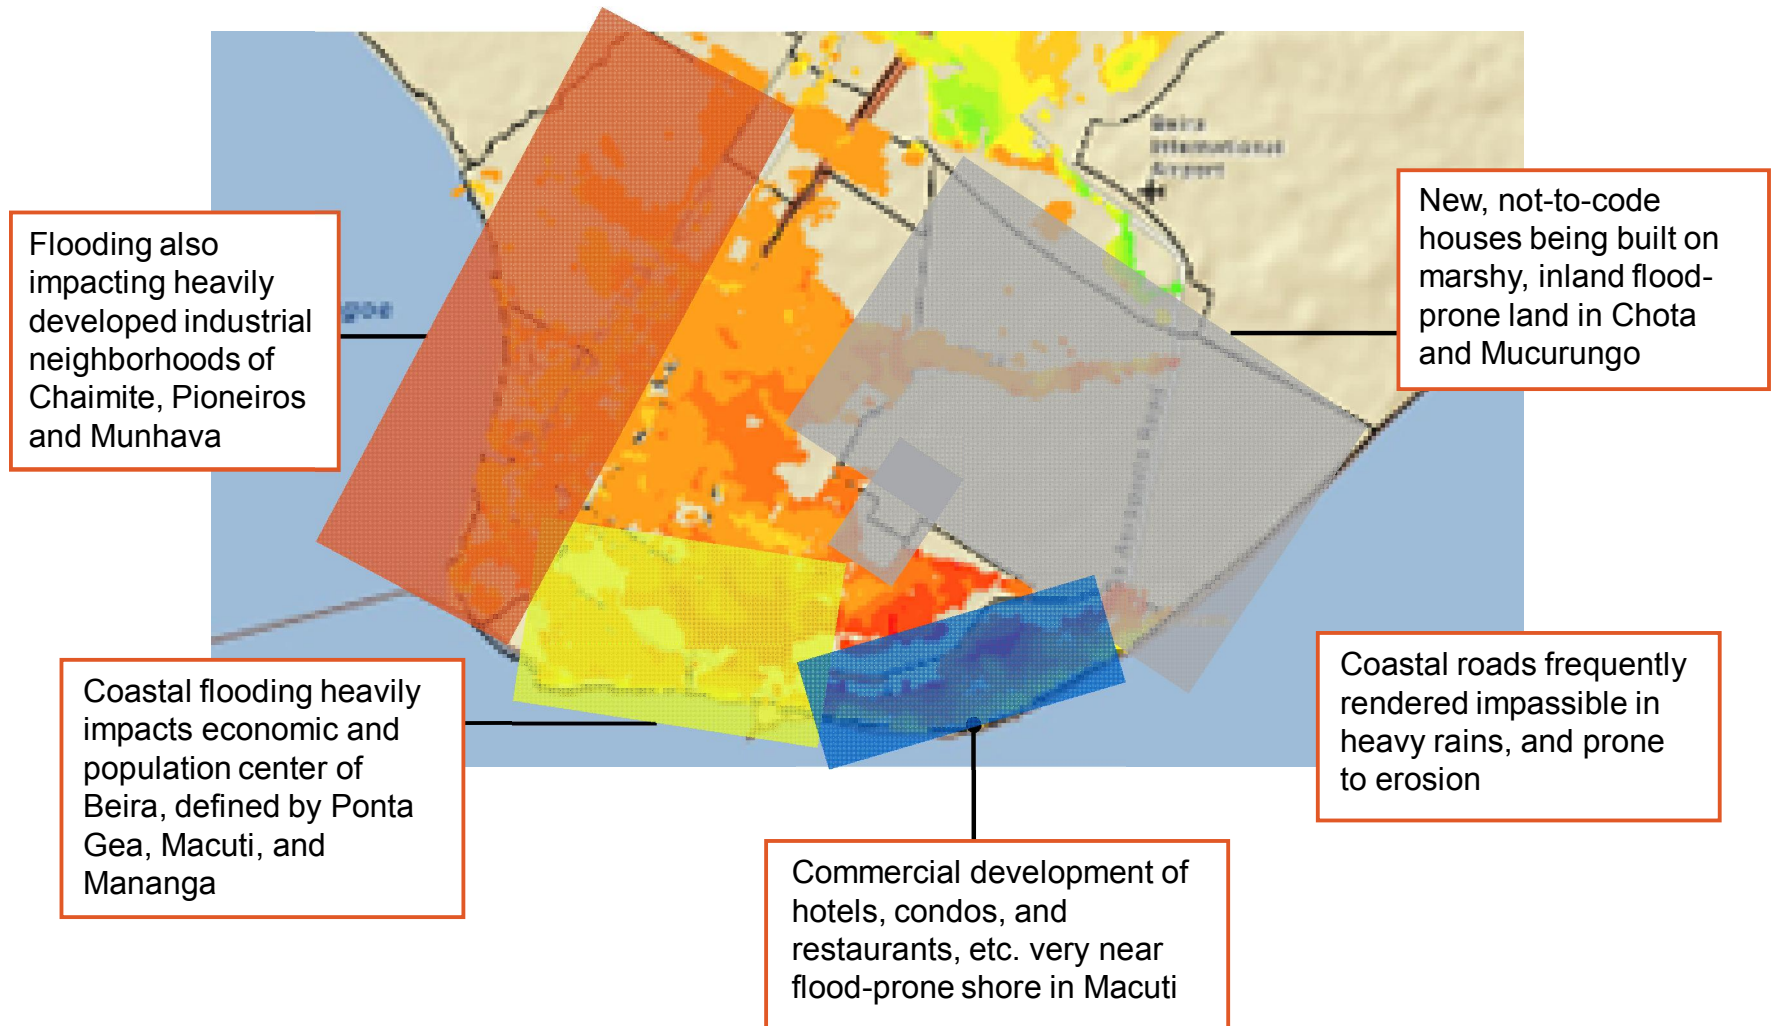 Beira
International
Airport
Flooding also
impacting heavily
developed industrial
neighborhoods of
Chaimite, Pioneiros
and Munhava
New, not-to-code
houses being built on
marshy, inland flood-
prone land in Chota
and Mucurungo
Coastal flooding heavily
impacts economic and
population center of
Beira, defined by Ponta
Gea, Macuti, and
Mananga
Coastal roads frequently
rendered impassible in
heavy rains, and prone
to erosion
Commercial development of
hotels, condos, and
restaurants, etc. very near
flood-prone shore in Macuti